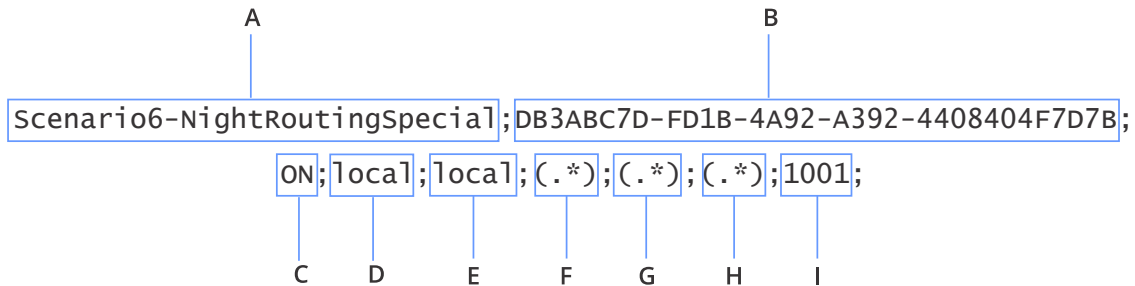 A B
Scenario6-NightRoutingSpecial;DB3ABC7D-FD1B-4A92-A392-4408404F7D7B;
ON;local;local;(.*);(.*);(.*);1001;
C D E F G H I